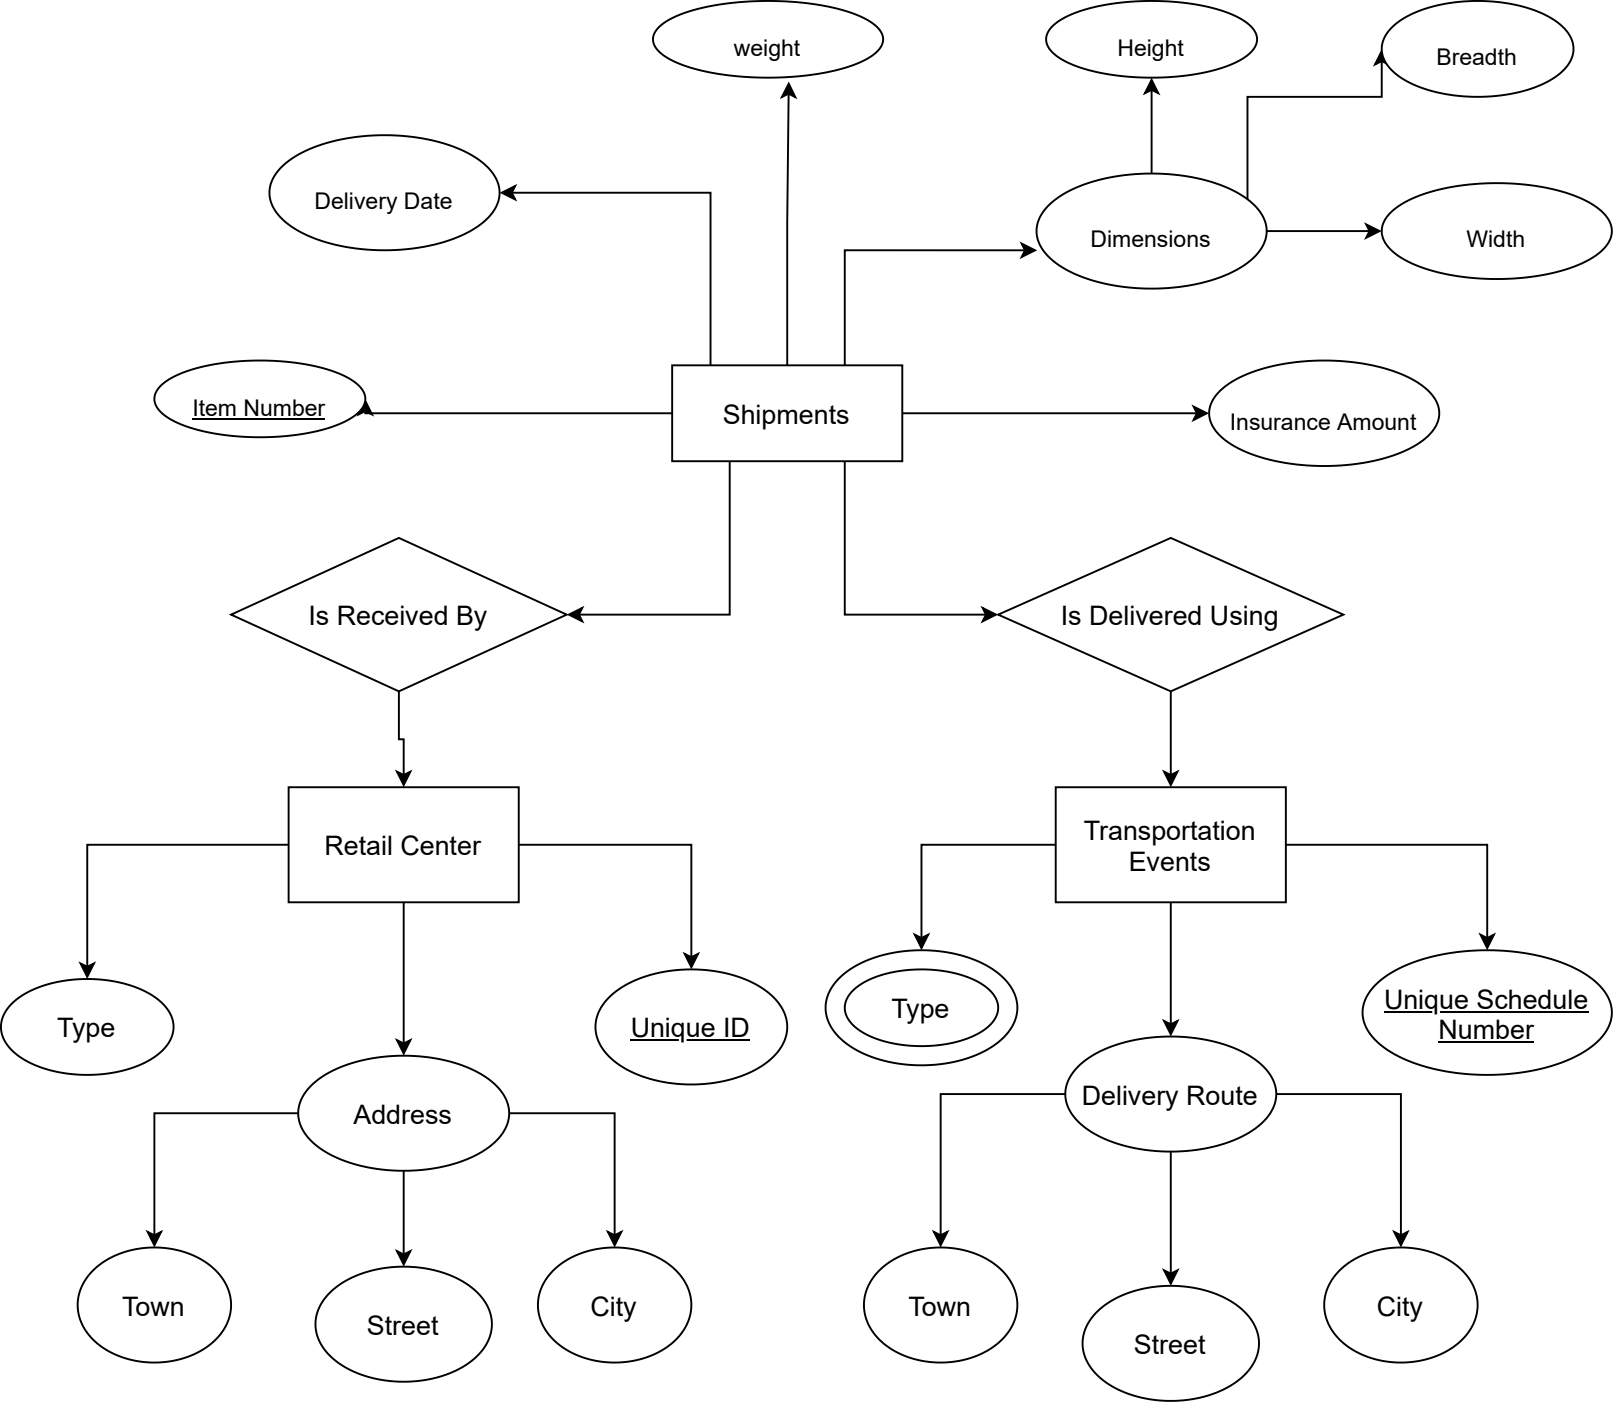 weight
Height
Breadth
Delivery Date
Dimensions
Width
Item Number
Shipments
Insurance Amount
Is Received By
Is Delivered Using
Retail Center
Transportation
Events
Type
Unique ID
Type
Unique Schedule
Number
Address
Delivery Route
Town
Street
City
Town
Street
City